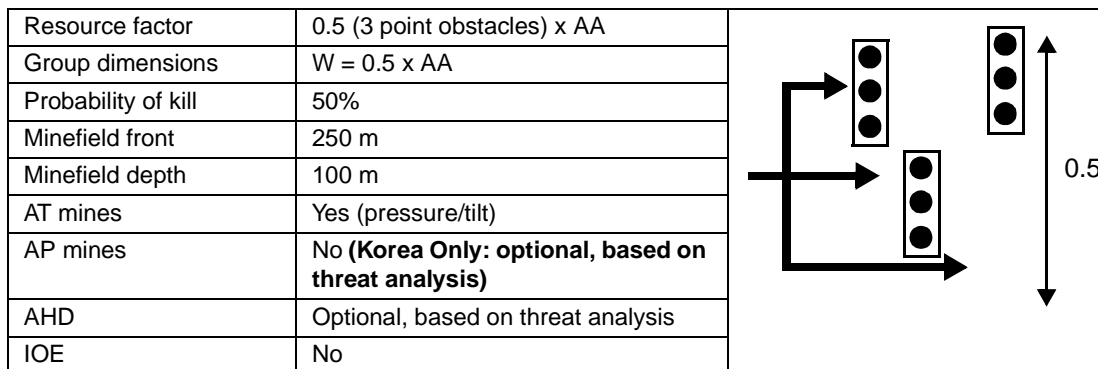 Resource factor 0.5 (3 point obstacles) x AA
Group dimensions W = 0.5 x AA
Probability of kill 50%
Minefield front 250 m
Minefield depth 100 m
AT mines Yes (pressure/tilt)
AP mines No (Korea Only: optional, based on
threat analysis)
AHD Optional, based on threat analysis
IOE No
0.5